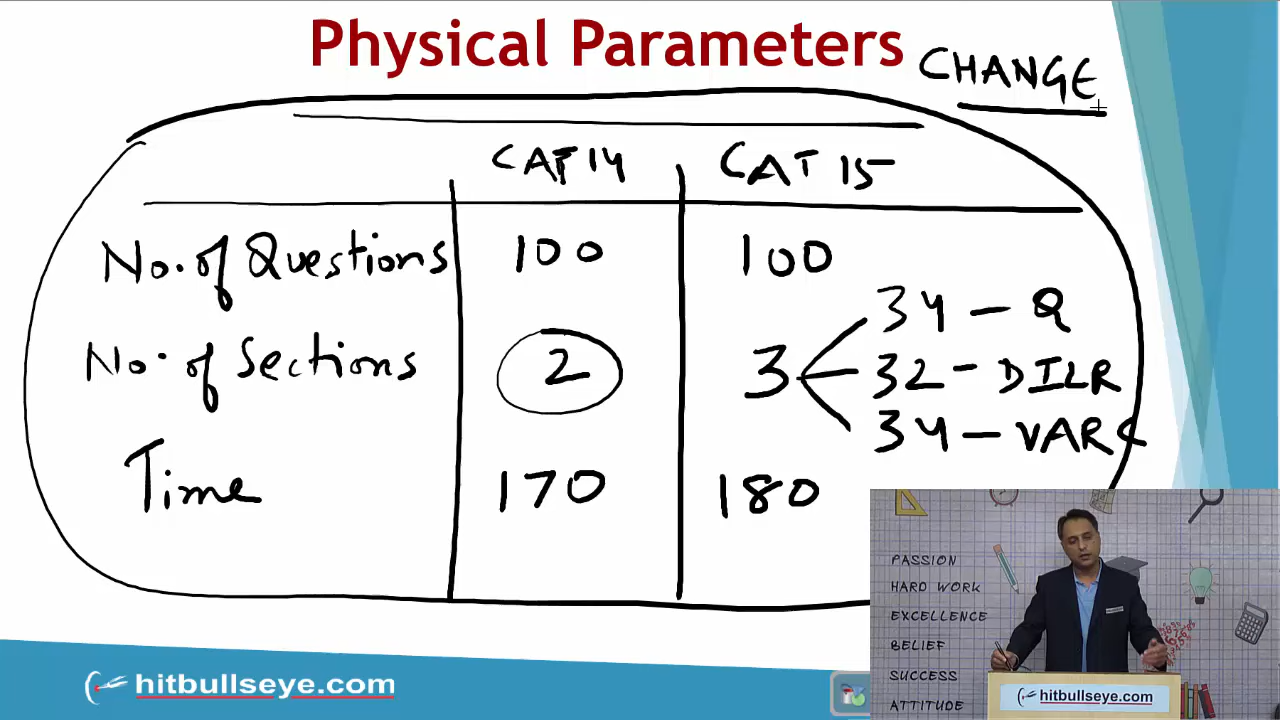 Physical Parameters
CHANGE
CAT 14 CAT 15
No. of Questions 100 100
34 - Q
No. of Sections 2 3 32 - DILR
34 - VARC
Time 170 180
PASSION
HARD WORK
EXCELLENCE
BELIEF
SUCCESS
ATTITUDE
hitbullseye.com
hitbullseye.com